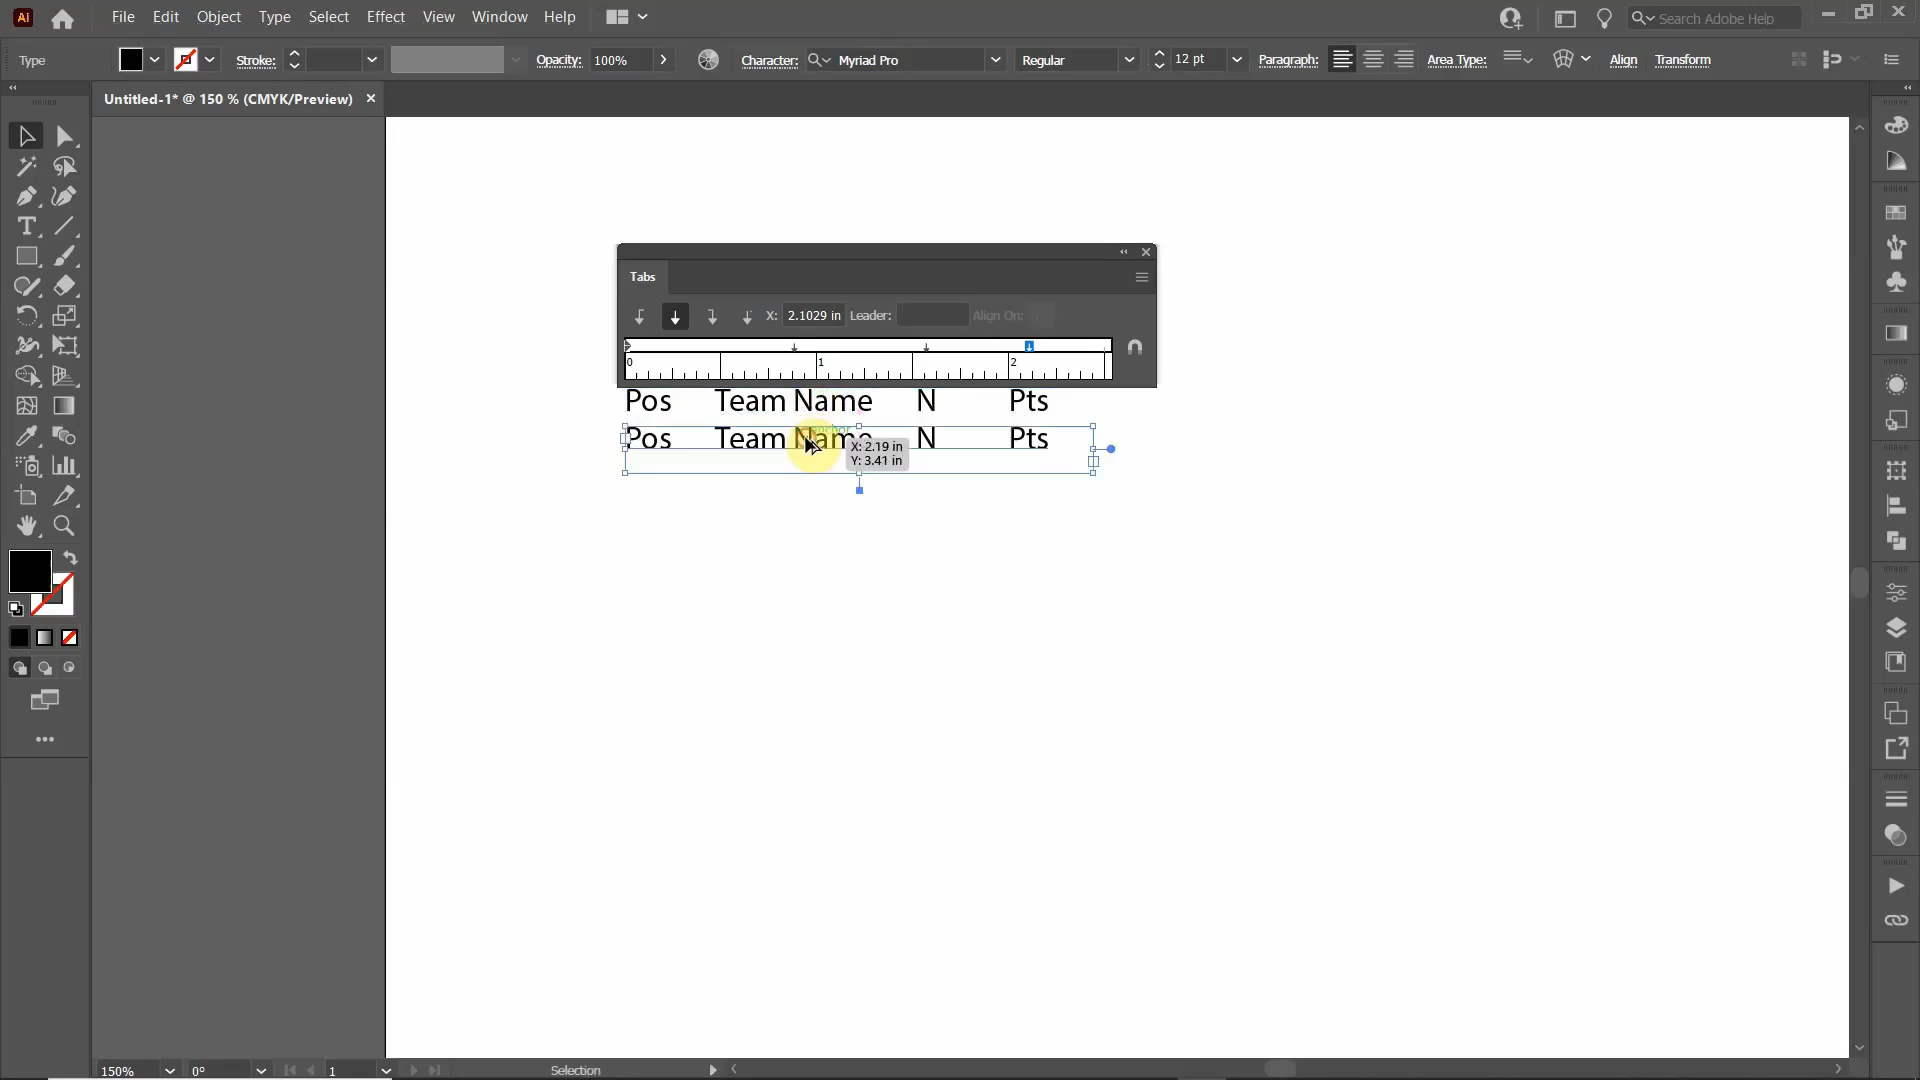 Ai File Edit Object Type Select Effect View Window Help Search Adobe Help
Type Stroke: Opacity: 100% Character: Myriad Pro Regular 12 pt Paragraph: Area Type: Align Transform
Untitled-1* @ 150 % (CMYK/Preview)
Tabs
X: 2.1029 in Leader: Align On:
0 1 2
Pos Team Name N Pts
anchor
Pos Team Name N Pts
X: 2.19 in
Y: 3.41 in
150% 0° 1 Selection